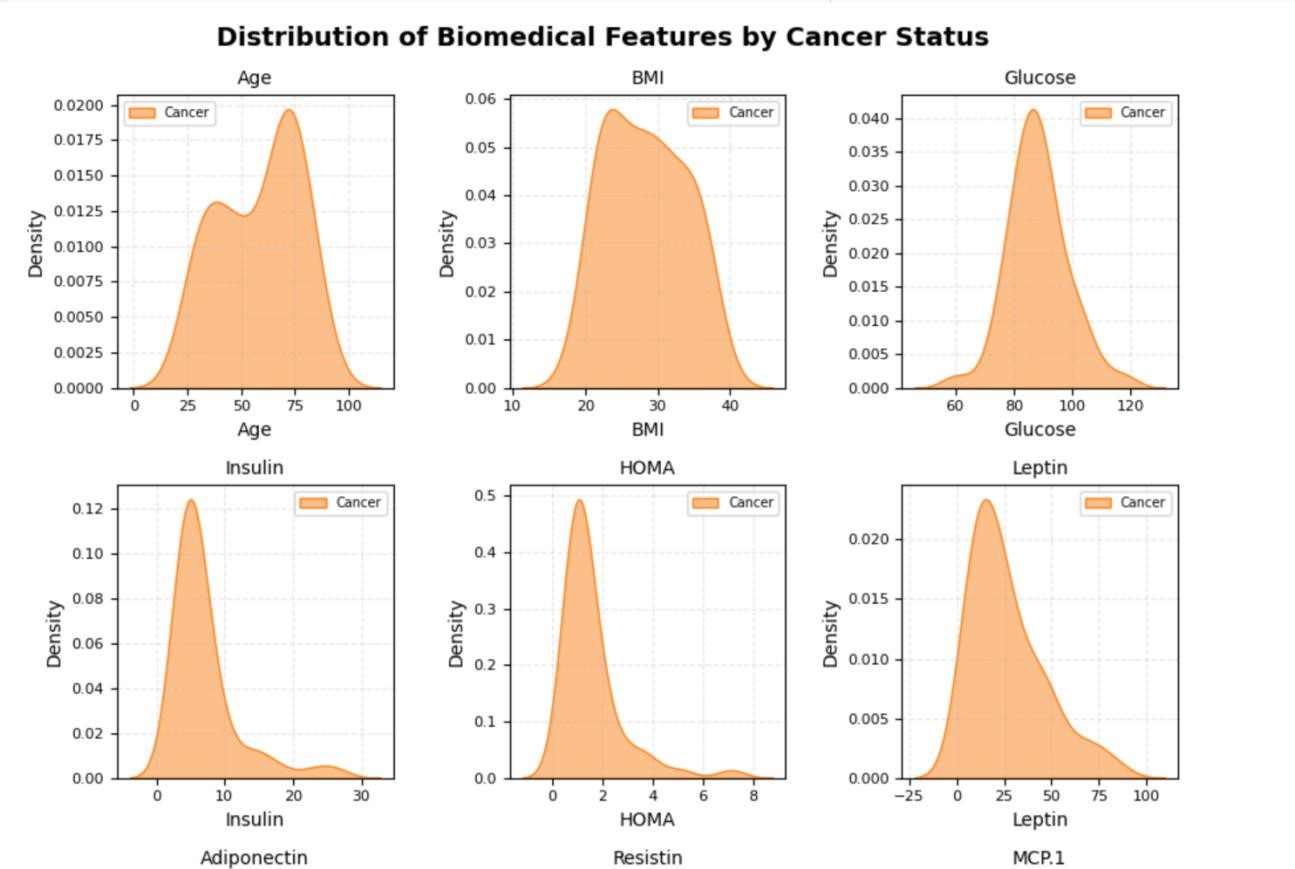 Distribution of Biomedical Features by Cancer Status
Age BMI Glucose
Cancer Cancer Cancer
0.0200 0.0175 0.0150 0.0125 0.0100 0.0075 0.0050 0.0025 0.0000
Density
0 25 50 75 100
Age
0.06 0.05 0.04 0.03 0.02 0.01 0.00
Density
10 20 30 40
BMI
0.040 0.035 0.030 0.025 0.020 0.015 0.010 0.005 0.000
Density
60 80 100 120
Glucose
Insulin HOMA Leptin
Cancer Cancer Cancer
0.12 0.10 0.08 0.06 0.04 0.02 0.00
Density
0 10 20 30
Insulin
0.5 0.4 0.3 0.2 0.1 0.0
Density
0 2 4 6 8
HOMA
0.020 0.015 0.010 0.005 0.000
Density
−25 0 25 50 75 100
Leptin
Adiponectin Resistin MCP.1